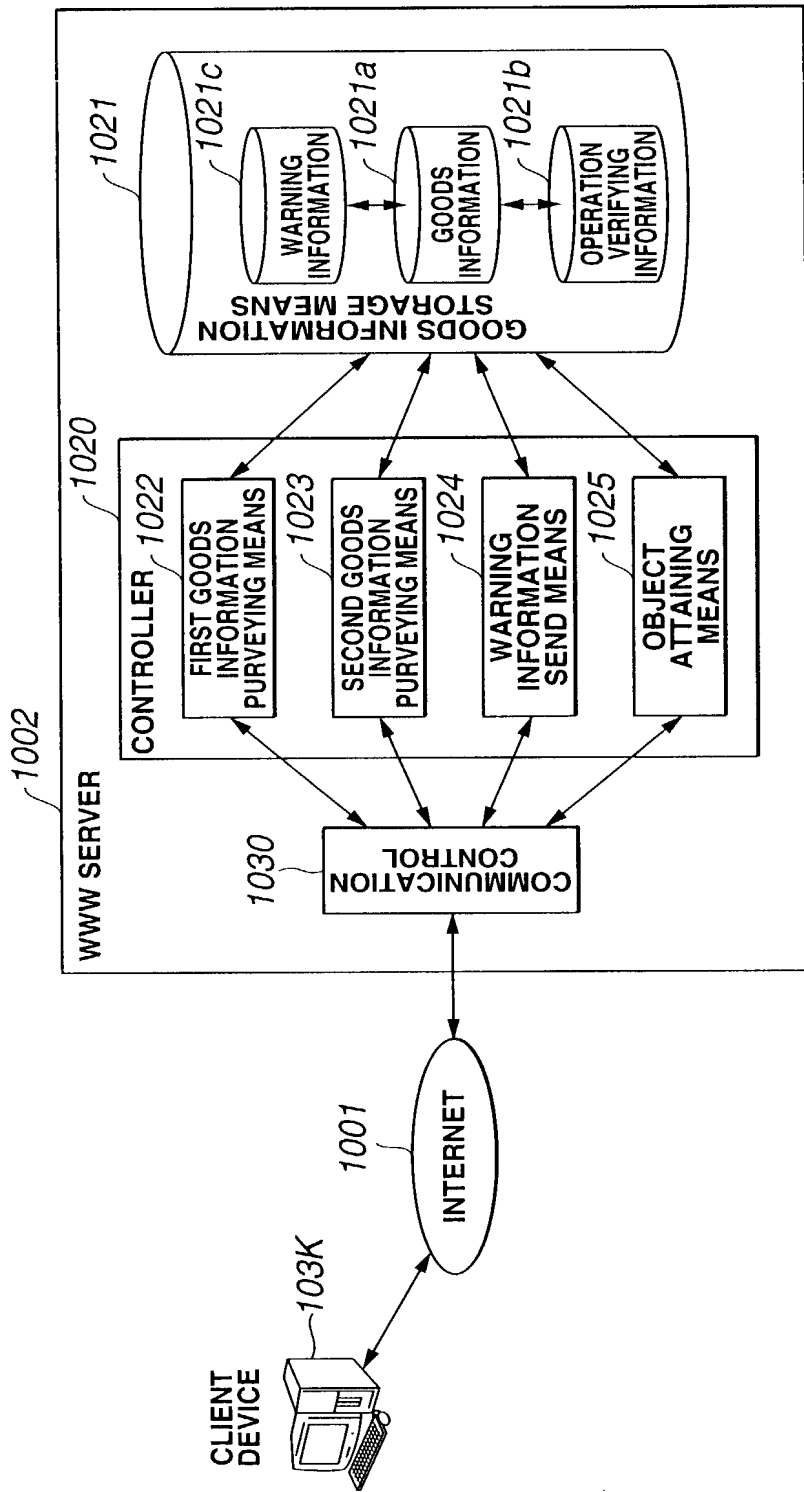 CLIENT
DEVICE
103K
1001
INTERNET
1002
WWW SERVER
1030
COMMUNICATION
CONTROL
1020
CONTROLLER
1022
FIRST GOODS
INFORMATION
PURVEYING MEANS
1023
SECOND GOODS
INFORMATION
PURVEYING MEANS
1024
WARNING
INFORMATION
SEND MEANS
1025
OBJECT
ATTAINING
MEANS
1021
GOODS INFORMATION
STORAGE MEANS
1021c
WARNING
INFORMATION
1021a
GOODS
INFORMATION
1021b
OPERATION
VERIFYING
INFORMATION